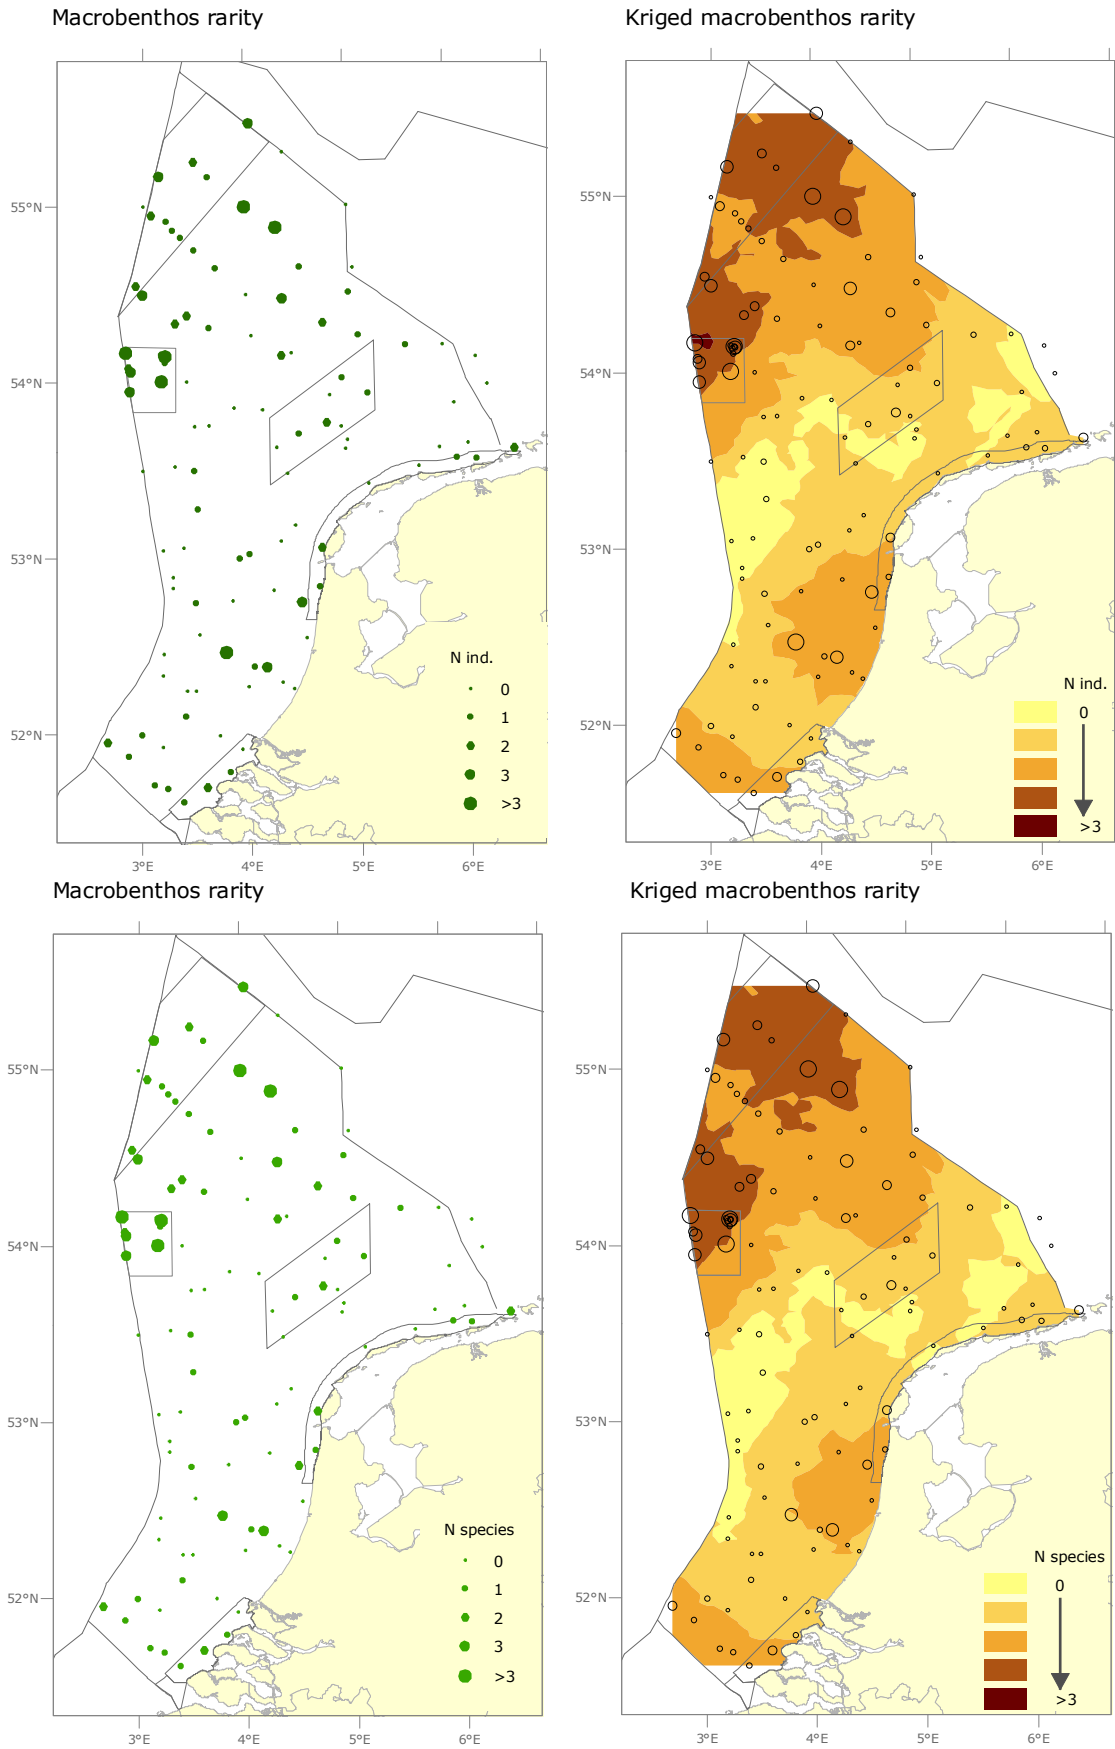 Macrobenthos rarity
Kriged macrobenthos rarity
55°N
54°N
53°N
52°N
3°E
4°E
5°E
6°E
N ind.
0
1
2
3
>3
55°N
54°N
53°N
52°N
3°E
4°E
5°E
6°E
N ind.
0
>3
Macrobenthos rarity
Kriged macrobenthos rarity
55°N
54°N
53°N
52°N
3°E
4°E
5°E
6°E
N species
0
1
2
3
>3
55°N
54°N
53°N
52°N
3°E
4°E
5°E
6°E
N species
0
>3